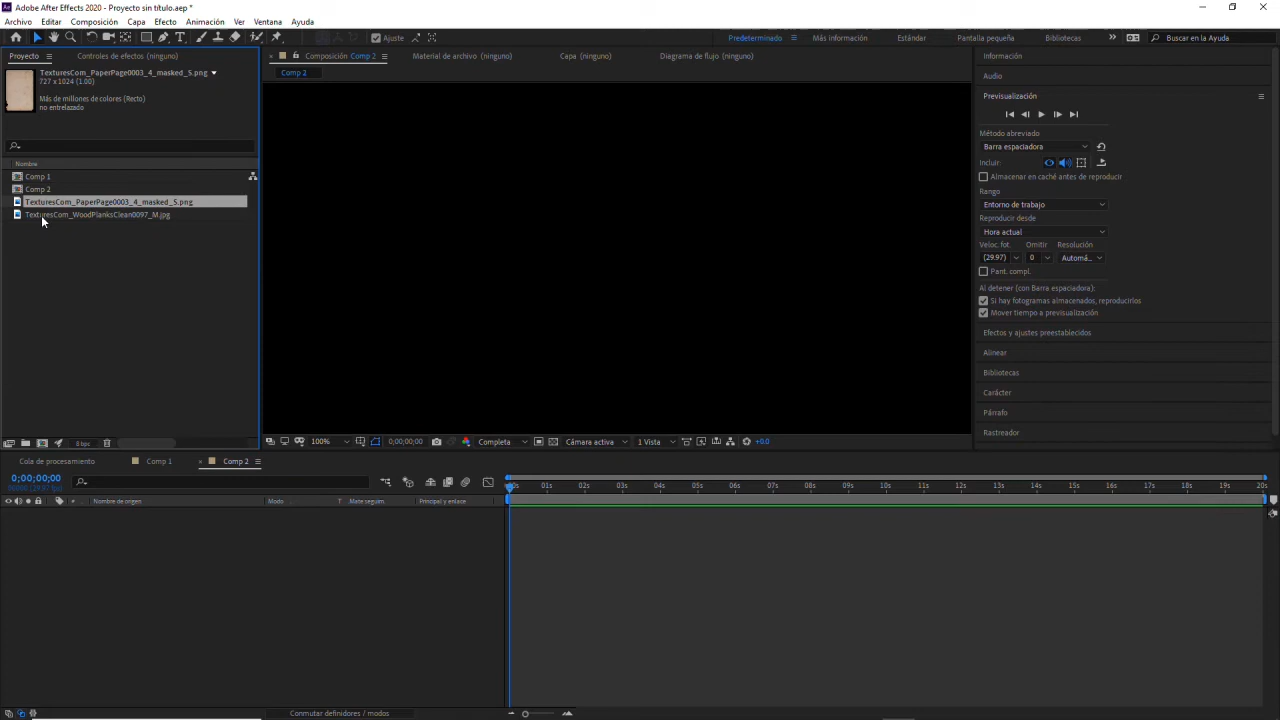 Adobe After Effects 2020 - Proyecto sin título.aep *
Archivo Editar Composición Capa Efecto Animación Ver Ventana Ayuda
Ajuste Predeterminado Más información Estándar Pantalla pequeña Bibliotecas Buscar en la Ayuda
Proyecto Controles de efectos (ninguno) Composición Comp 2 Material de archivo (ninguno) Capa (ninguno) Diagrama de flujo (ninguno) Información
TexturesCom_PaperPage0003_4_masked_S.png Comp 2
727 x 1024 (1.00) Audio
Más de millones de colores (Recto) Previsualización
no entrelazado
Método abreviado
Barra espaciadora
Nombre Incluir:
Comp 1 Almacenar en caché antes de reproducir
Comp 2 Rango
TexturesCom_PaperPage0003_4_masked_S.png Entorno de trabajo
TexturesCom_WoodPlanksClean0097_M.jpg Reproducir desde
Hora actual
Veloc. fot. Omitir Resolución
(29.97) 0 Automá...
Pant. compl.
Al detener (con Barra espaciadora):
Si hay fotogramas almacenados, reproducirlos
Mover tiempo a previsualización
Efectos y ajustes preestablecidos
Alinear
Bibliotecas
Carácter
Párrafo
Rastreador
8 bpc 100% 0;00;00;00 Completa Cámara activa 1 Vista +0.0
Cola de procesamiento Comp 1 Comp 2
0;00;00;00
# Nombre de origen Modo T Mate seguim. Principal y enlace 01s 02s 03s 04s 05s 06s 07s 08s 09s 10s 11s 12s 13s 14s 15s 16s 17s 18s 19s 20s
Conmutar definidores / modos